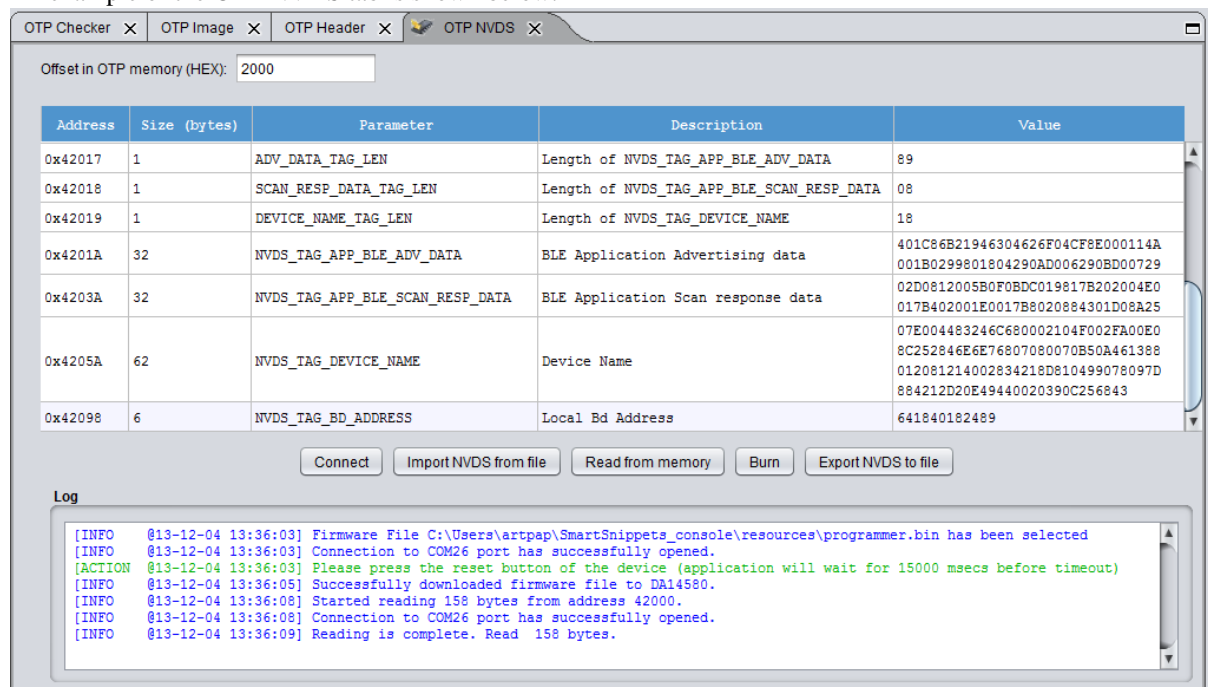 OTP Checker X OTP Image X OTP Header X OTP NVDS X
Offset in OTP memory (HEX): 2000
Address Size (bytes) Parameter Description Value
0x42017 1 ADV_DATA_TAG_LEN Length of NVDS_TAG_APP_BLE_ADV_DATA 89
0x42018 1 SCAN_RESP_DATA_TAG_LEN Length of NVDS_TAG_APP_BLE_SCAN_RESP_DATA 08
0x42019 1 DEVICE_NAME_TAG_LEN Length of NVDS_TAG_DEVICE_NAME 18
0x4201A 32 NVDS_TAG_APP_BLE_ADV_DATA BLE Application Advertising data 401C86B21946304626F04CF8E000114A
001B0299801804290AD006290BD00729
0x4203A 32 NVDS_TAG_APP_BLE_SCAN_RESP_DATA BLE Application Scan response data 02D0812005B0F0BDC019817B202004E0
017B402001E0017B8020884301D08A25
0x4205A 62 NVDS_TAG_DEVICE_NAME Device Name 07E004483246C680002104F002FA00E0
8C252846E6E76807080070B50A461388
012081214002834218D810499078097D
884212D20E49440020390C256843
0x42098 6 NVDS_TAG_BD_ADDRESS Local Bd Address 641840182489
Connect Import NVDS from file Read from memory Burn Export NVDS to file
Log
[INFO @13-12-04 13:36:03] Firmware File C:\Users\artpap\SmartSnippets_console\resources\programmer.bin has been selected
[INFO @13-12-04 13:36:03] Connection to COM26 port has successfully opened.
[ACTION @13-12-04 13:36:03] Please press the reset button of the device (application will wait for 15000 msecs before timeout)
[INFO @13-12-04 13:36:05] Successfully downloaded firmware file to DA14580.
[INFO @13-12-04 13:36:08] Started reading 158 bytes from address 42000.
[INFO @13-12-04 13:36:08] Connection to COM26 port has successfully opened.
[INFO @13-12-04 13:36:09] Reading is complete. Read 158 bytes.